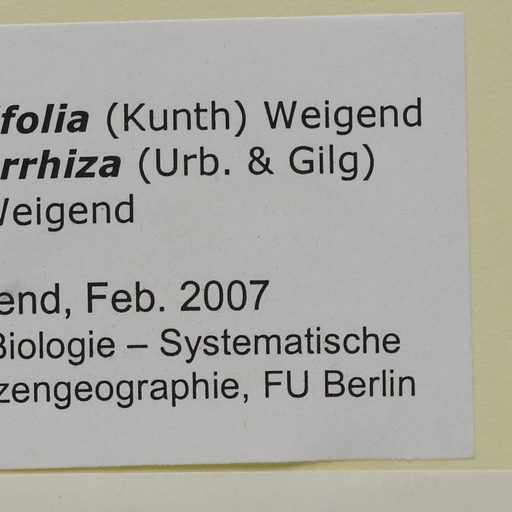 folia (Kunth) Weigend
rrhiza (Urb. & Gilg)
Weigend
end, Feb. 2007
Biologie – Systematische
zengeographie, FU Berlin